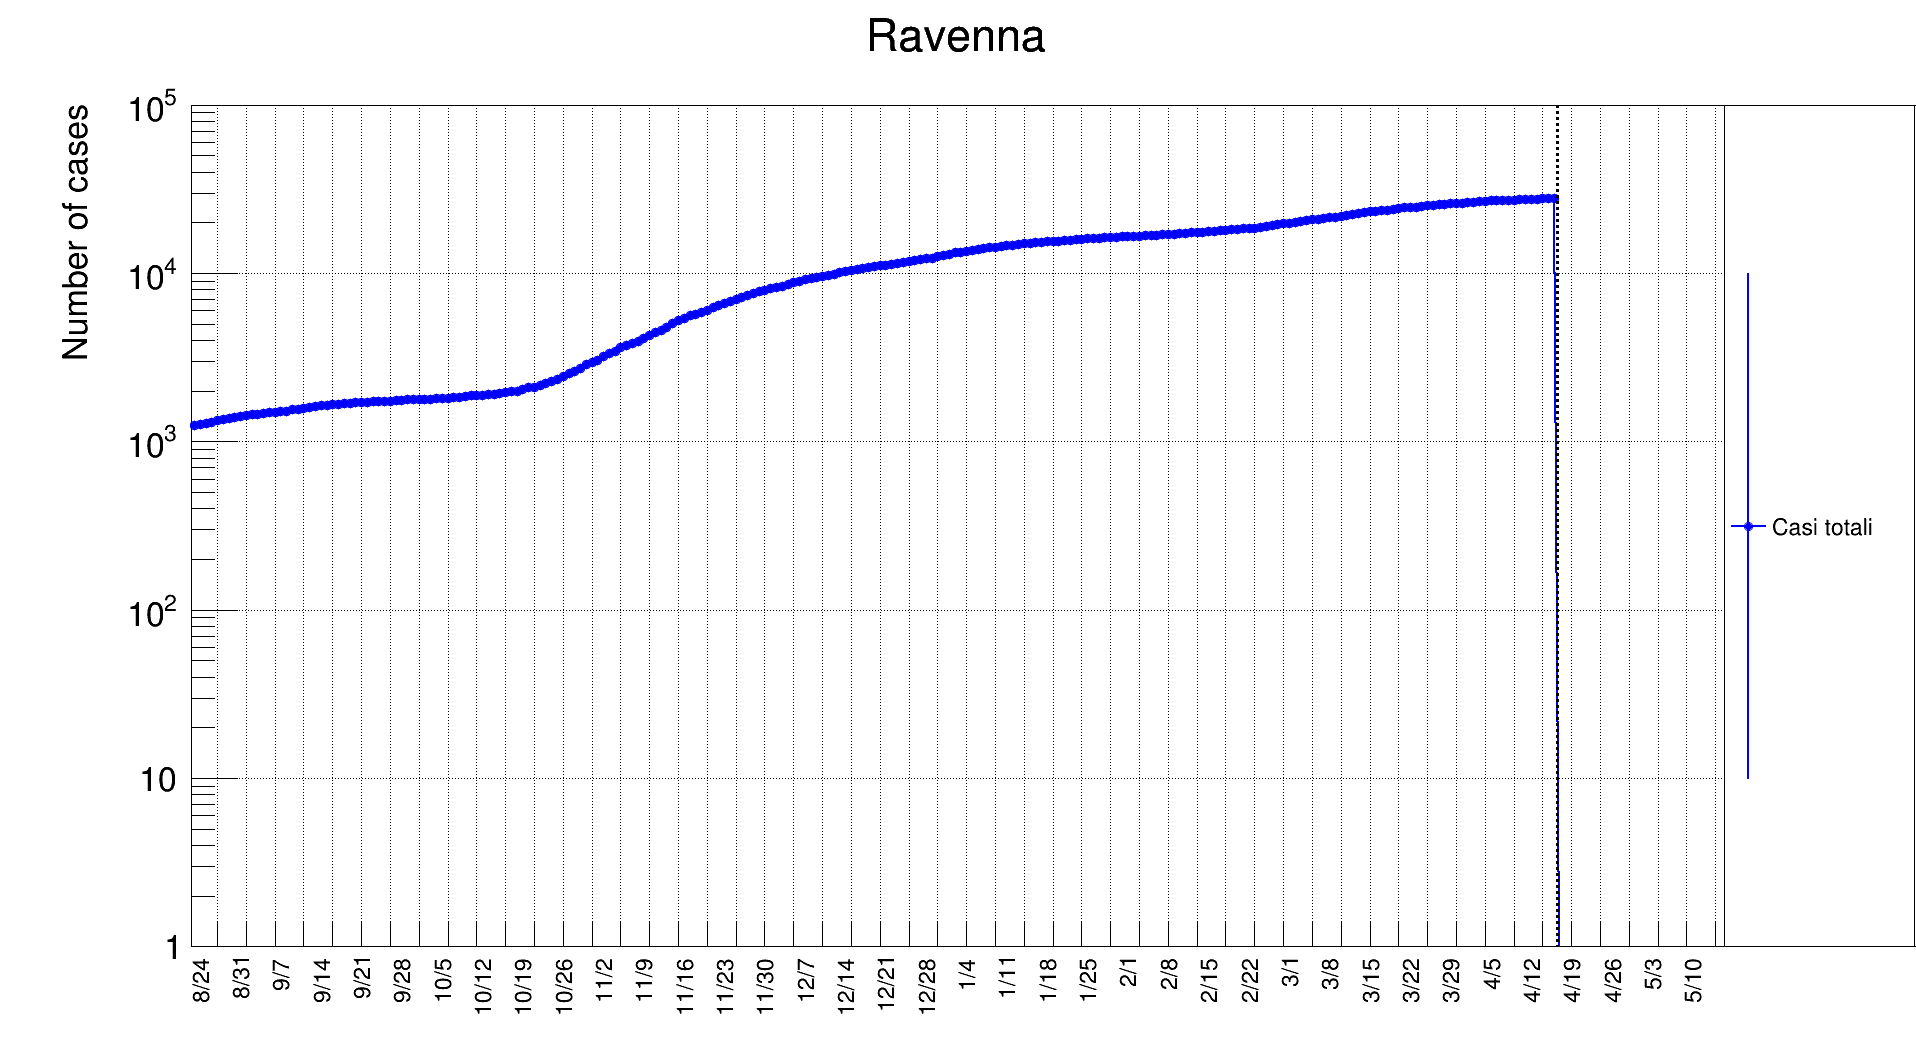 Ravenna
Number of cases
10^5
10^4
10^3
10^2
10
1
8/24 8/31 9/7 9/14 9/21 9/28 10/5 10/12 10/19 10/26 11/2 11/9 11/16 11/23 11/30 12/7 12/14 12/21 12/28 1/4 1/11 1/18 1/25 2/1 2/8 2/15 2/22 3/1 3/8 3/15 3/22 3/29 4/5 4/12 4/19 4/26 5/3 5/10
Casi totali